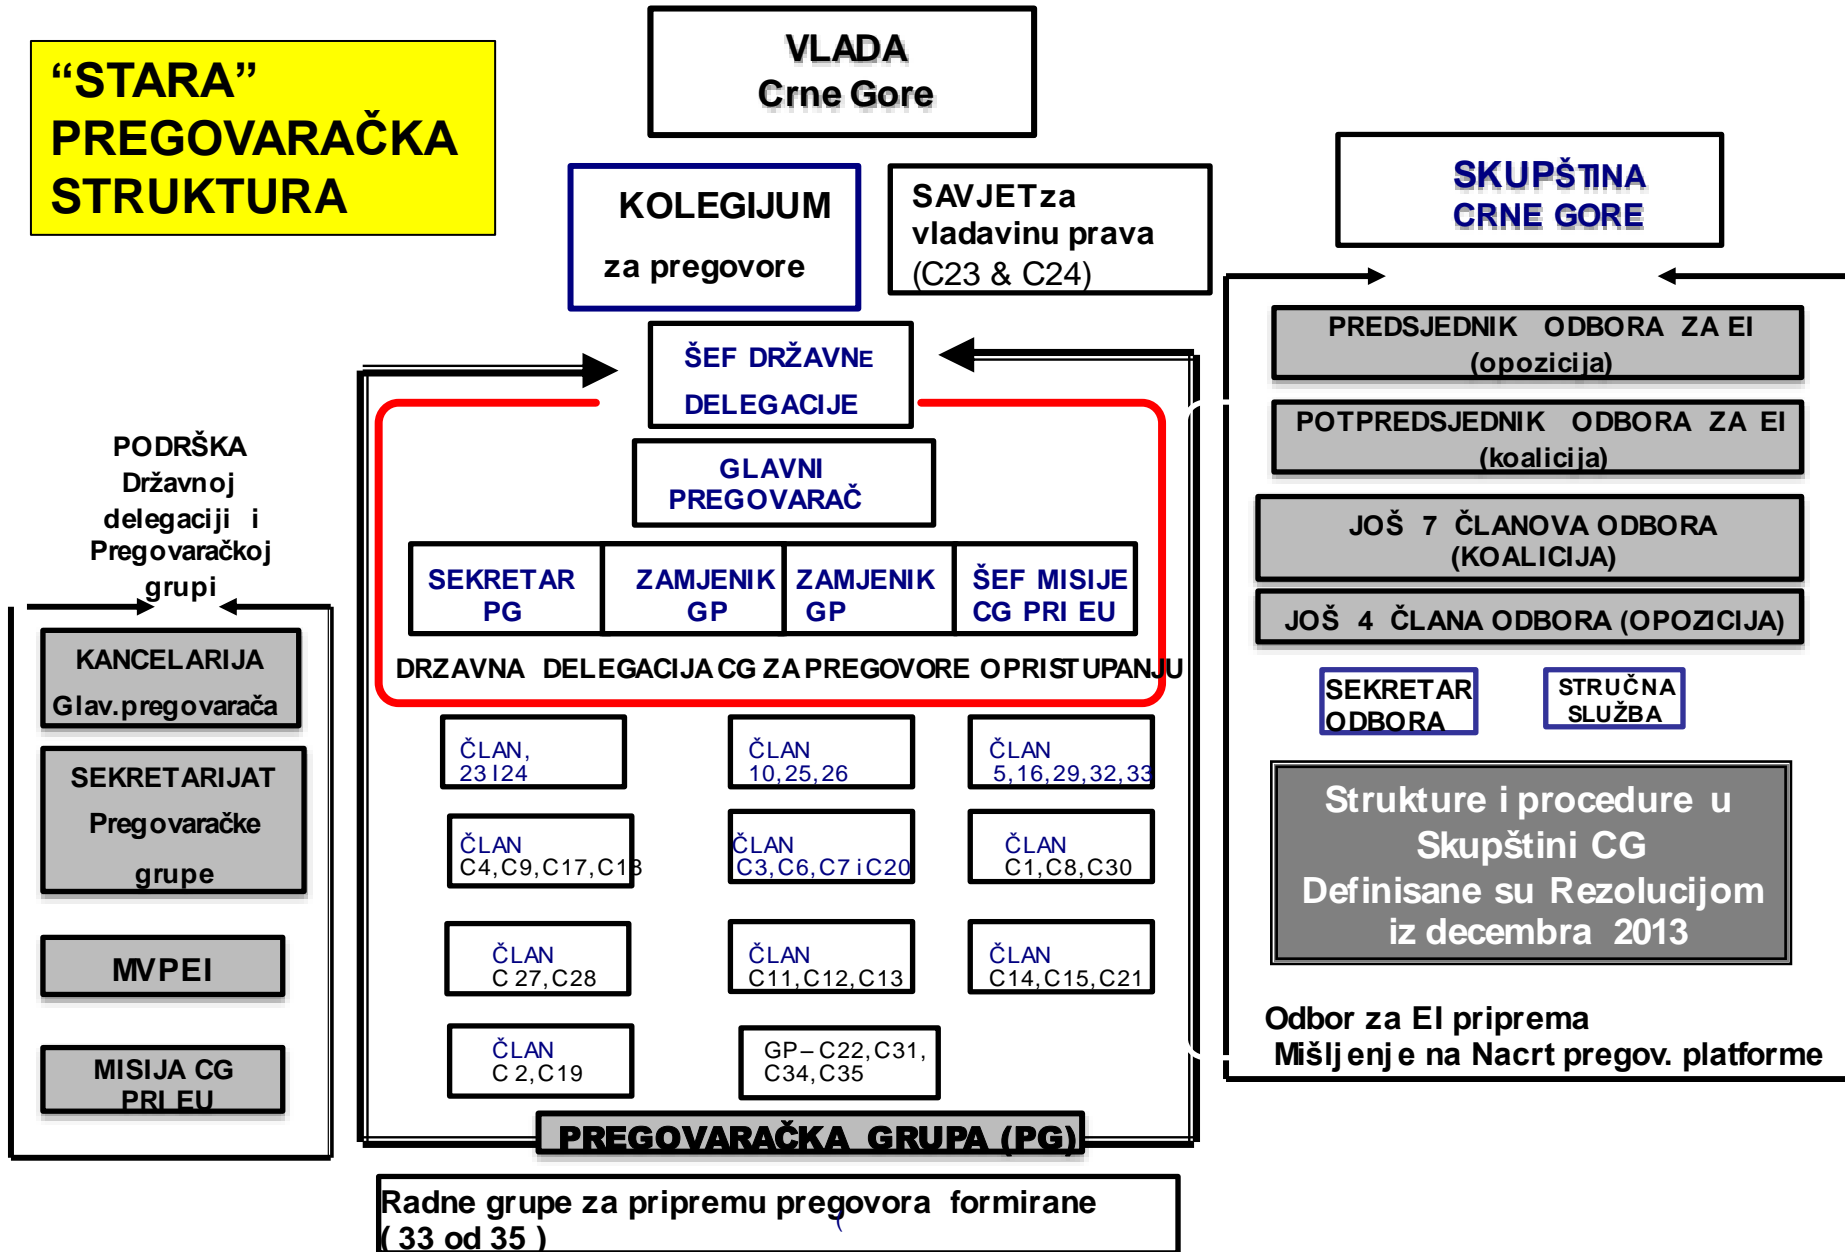 “STARA”
PREGOVARAČKA
STRUKTURA
VLADA
Crne Gore
KOLEGIJUM
za pregovore
SAVJET za
vladavinu prava
(C23 & C24)
SKUPŠTINA
CRNE GORE
ŠEF DRŽAVNE
DELEGACIJE
GLAVNI
PREGOVARAČ
SEKRETAR
PG
ZAMJENIK
GP
ZAMJENIK
GP
ŠEF MISIJE
CG PRI EU
DRZAVNA DELEGACIJA CG ZA PREGOVORE O PRISTUPANJU
PODRŠKA
Državnoj
delegaciji i
Pregovaračkoj
grupi
KANCELARIJA
Glav.pregovarača
SEKRETARIJAT
Pregovaračke
grupe
MVPEI
MISIJA CG
PRI EU
ČLAN,
23 I 24
ČLAN
10,25,26
ČLAN
5,16,29,32,33
ČLAN
C4,C9,C17,C18
ČLAN
C3,C6,C7 i C20
ČLAN
C1,C8,C30
ČLAN
C 27,C28
ČLAN
C11,C12,C13
ČLAN
C14,C15,C21
ČLAN
C 2,C19
GP–C22,C31,
C34,C35
PREGOVARAČKA GRUPA (PG)
Radne grupe za pripremu pregovora formirane
(
( 33 od 35 )
PREDSJEDNIK ODBORA ZA EI
(opozicija)
POTPREDSJEDNIK ODBORA ZA EI
(koalicija)
JOŠ 7 ČLANOVA ODBORA
(KOALICIJA)
JOŠ 4 ČLANA ODBORA (OPOZICIJA)
SEKRETAR
ODBORA
STRUČNA
SLUŽBA
Strukture i procedure u
Skupštini CG
Definisane su Rezolucijom
iz decembra 2013
Odbor za EI priprema
Mišljenje na Nacrt pregov. platforme